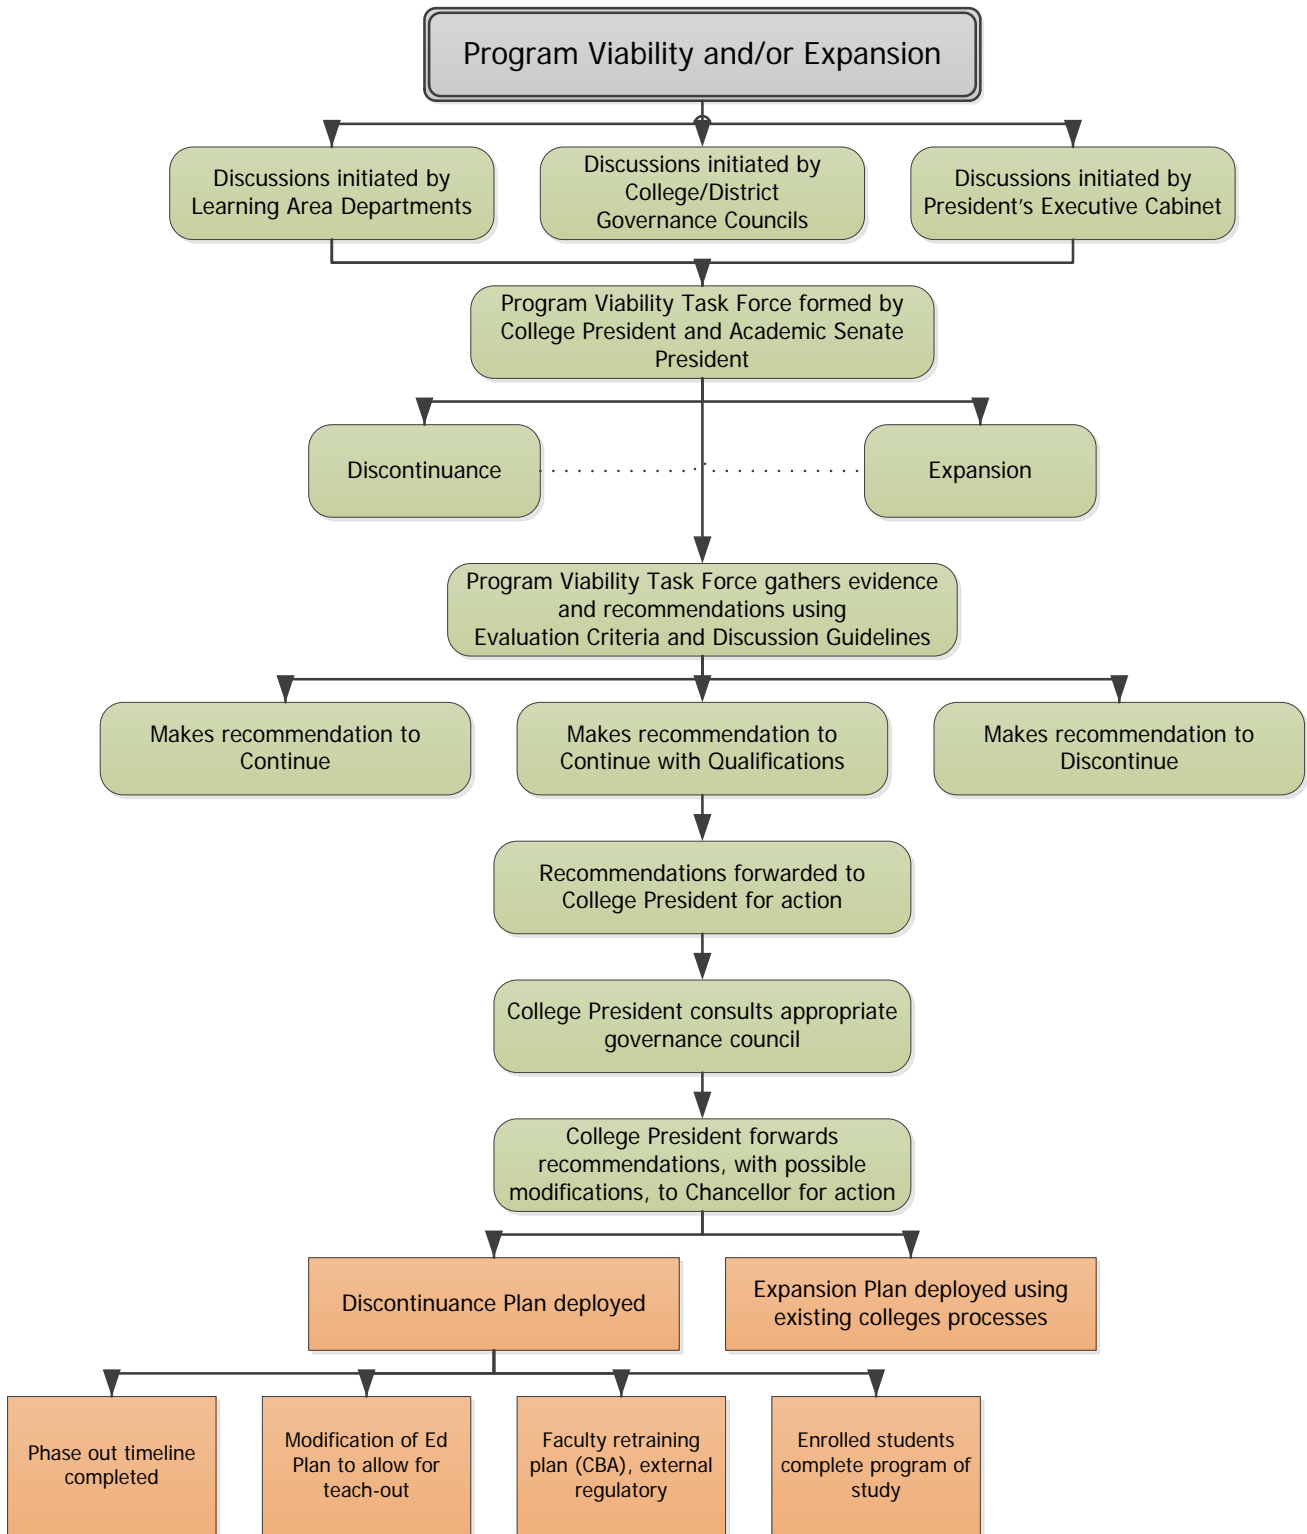 Program Viability and/or Expansion
Discussions initiated by
Learning Area Departments
Discussions initiated by
College/District
Governance Councils
Discussions initiated by
President's Executive Cabinet
Program Viability Task Force formed by
College President and Academic Senate
President
Discontinuance
Expansion
Program Viability Task Force gathers evidence
and recommendations using
Evaluation Criteria and Discussion Guidelines
Makes recommendation to
Continue
Makes recommendation to
Continue with Qualifications
Makes recommendation to
Discontinue
Recommendations forwarded to
College President for action
College President consults appropriate
governance council
College President forwards
recommendations, with possible
modifications, to Chancellor for action
Discontinuance Plan deployed
Expansion Plan deployed using
existing colleges processes
Phase out timeline
completed
Modification of Ed
Plan to allow for
teach-out
Faculty retraining
plan (CBA), external
regulatory
Enrolled students
complete program of
study